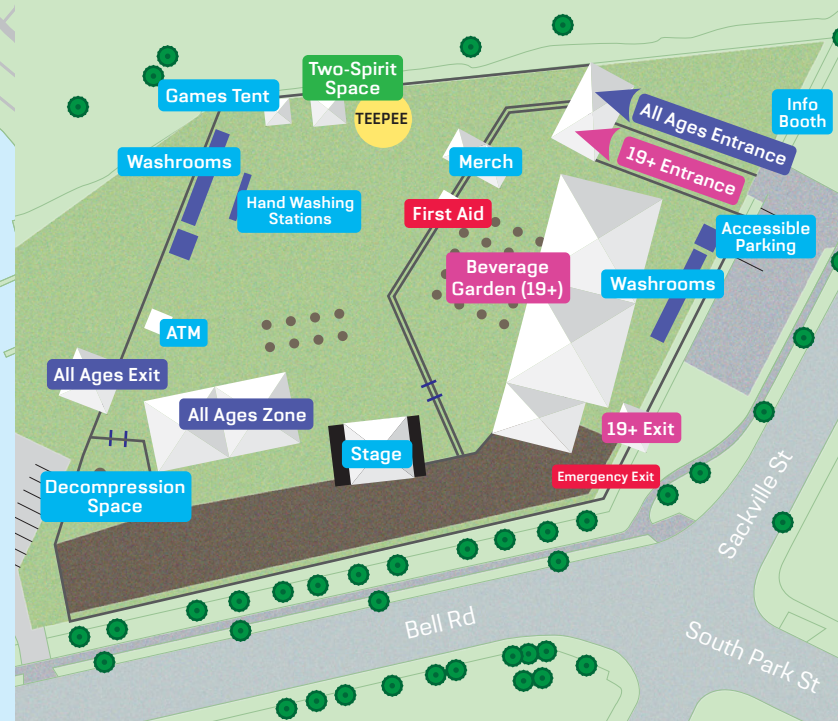 Two-Spirit
Space
Games Tent
TEEPEE
Info
Booth
All Ages Entrance
19+ Entrance
Washrooms
Merch
Hand Washing
Stations
First Aid
Accessible
Parking
Beverage
Garden (19+)
Washrooms
ATM
All Ages Exit
All Ages Zone
19+ Exit
Stage
Emergency Exit
Decompression
Space
Sackville St
Bell Rd
South Park St